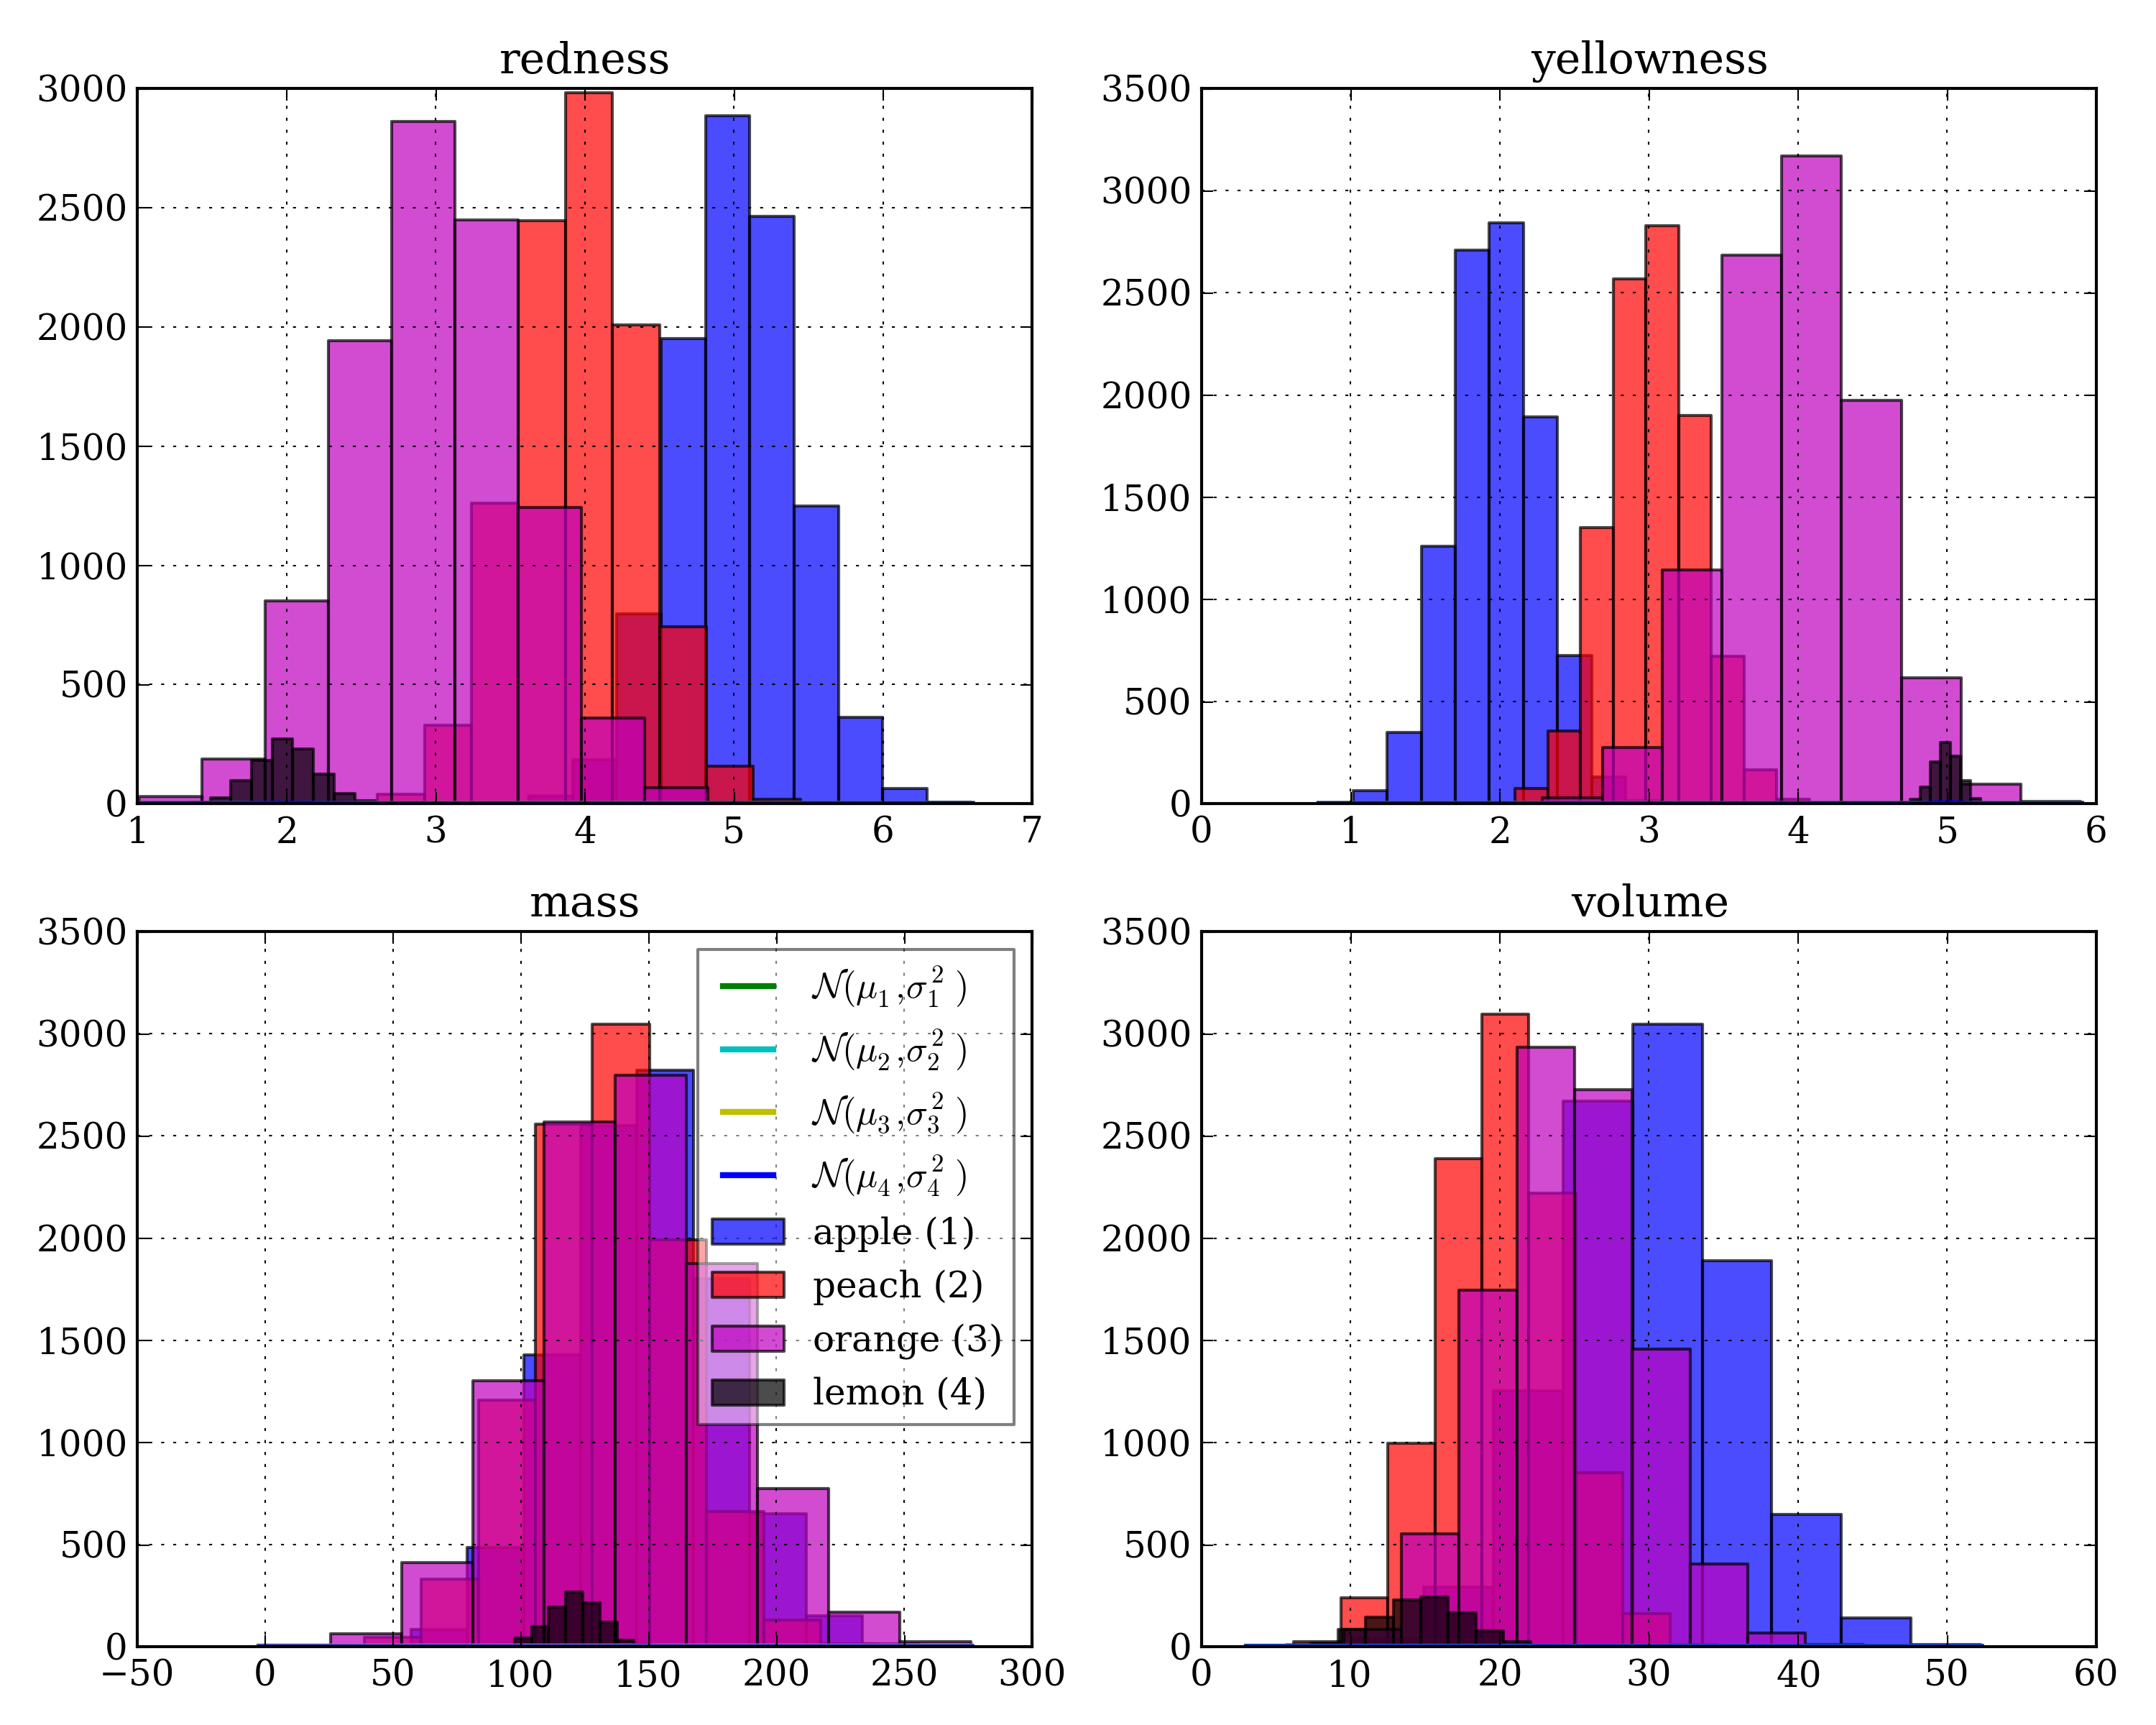 redness
3000
2500
2000
1500
1000
500
0
1 2 3 4 5 6 7
yellowness
3500
3000
2500
2000
1500
1000
500
0
0 1 2 3 4 5 6
mass
3500
3000
2500
2000
1500
1000
500
0
−50 0 50 100 150 200 250 300
𝒩(μ₁,σ₁²)
𝒩(μ₂,σ₂²)
𝒩(μ₃,σ₃²)
𝒩(μ₄,σ₄²)
apple (1)
peach (2)
orange (3)
lemon (4)
volume
3500
3000
2500
2000
1500
1000
500
0
0 10 20 30 40 50 60